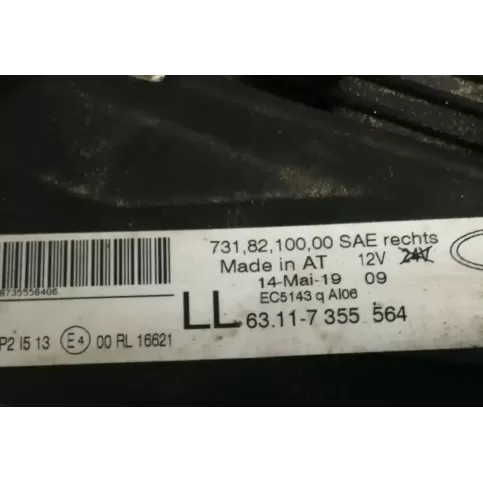 731,82,100,00 SAE rechts
Made in AT 12V 24V
14-Mai-19 09
EC5143 q AI06
8735556406
LL 63.11-7 355 564
P2 I5 13 E4 00 RL 16621